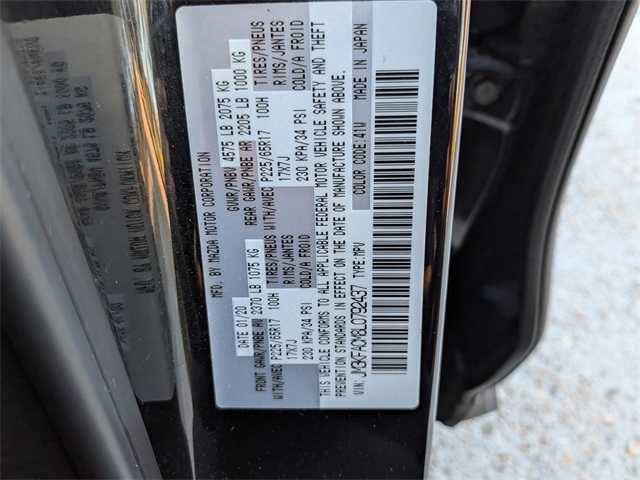 MFD. BY MAZDA MOTOR CORPORATION
DATE 01/20 GVWR/PNBV 4575 LB 2075 KG
FRONT GAWR/PNBE AV 2370 LB 1075 KG REAR GAWR/PNBE AR 2205 LB 1000 KG
WITH/AVEC P225/65R17 100H TIRES/PNEUS WITH/AVEC P225/65R17 100H TIRES/PNEUS
17X7J RIMS/JANTES 17X7J RIMS/JANTES
230 KPA/34 PSI COLD/A FROID 230 KPA/34 PSI COLD/A FROID
THIS VEHICLE CONFORMS TO ALL APPLICABLE FEDERAL MOTOR VEHICLE SAFETY AND THEFT
PREVENTION STANDARDS IN EFFECT ON THE DATE OF MANUFACTURE SHOWN ABOVE.
VIN: JM3KFACM8L0792437 TYPE:MPV COLOR CODE:41W MADE IN JAPAN